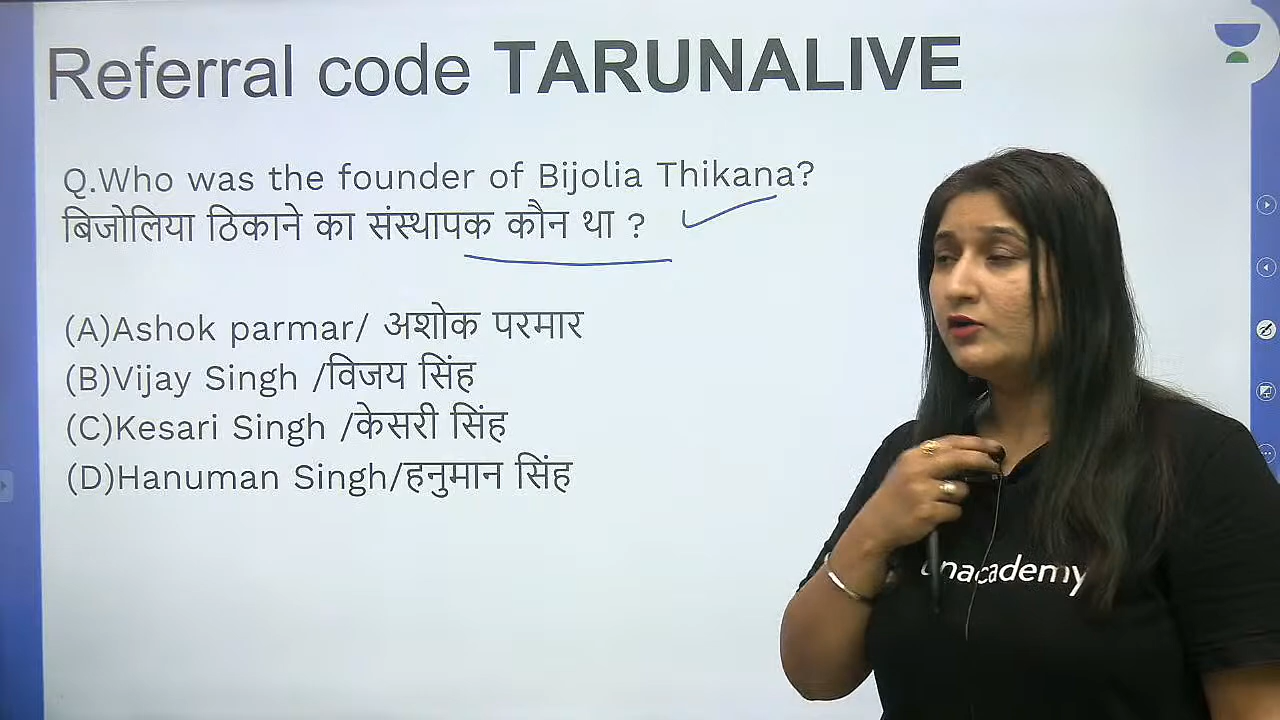 Referral code TARUNALIVE
Q.Who was the founder of Bijolia Thikana?
बिजोलिया ठिकाने का संस्थापक कौन था ?
(A)Ashok parmar/ अशोक परमार
(B)Vijay Singh /विजय सिंह
(C)Kesari Singh /केसरी सिंह
(D)Hanuman Singh/हनुमान सिंह
unacademy